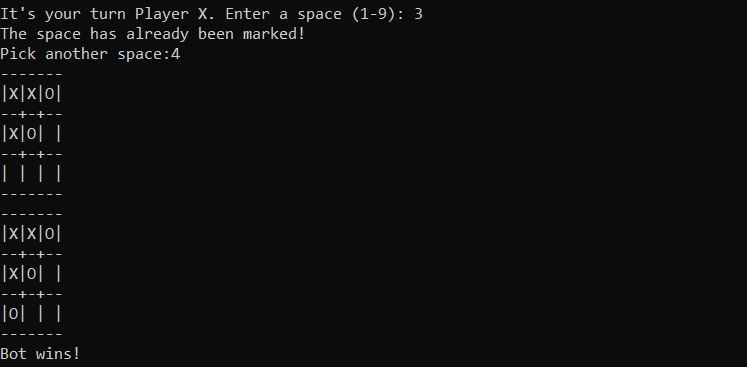 It's your turn Player X. Enter a space (1-9): 3
The space has already been marked!
Pick another space:4
-------
|X|X|O|
--+-+--
|X|O| |
--+-+--
| | | |
-------
-------
|X|X|O|
--+-+--
|X|O| |
--+-+--
|O| | |
-------
Bot wins!